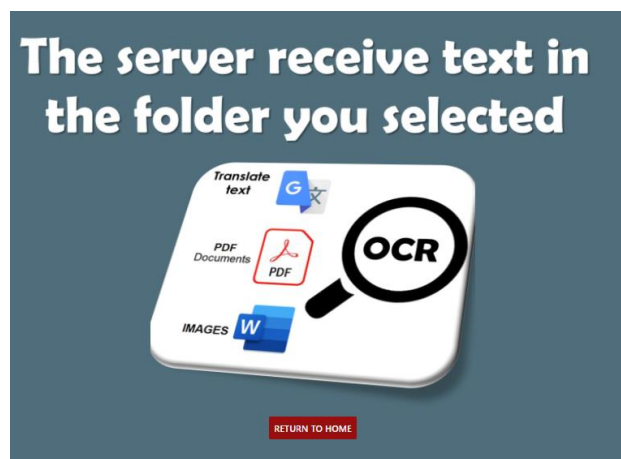 The server receive text in
the folder you selected
Translate
text
G
文
PDF
Documents
PDF
IMAGES
W
OCR
RETURN TO HOME